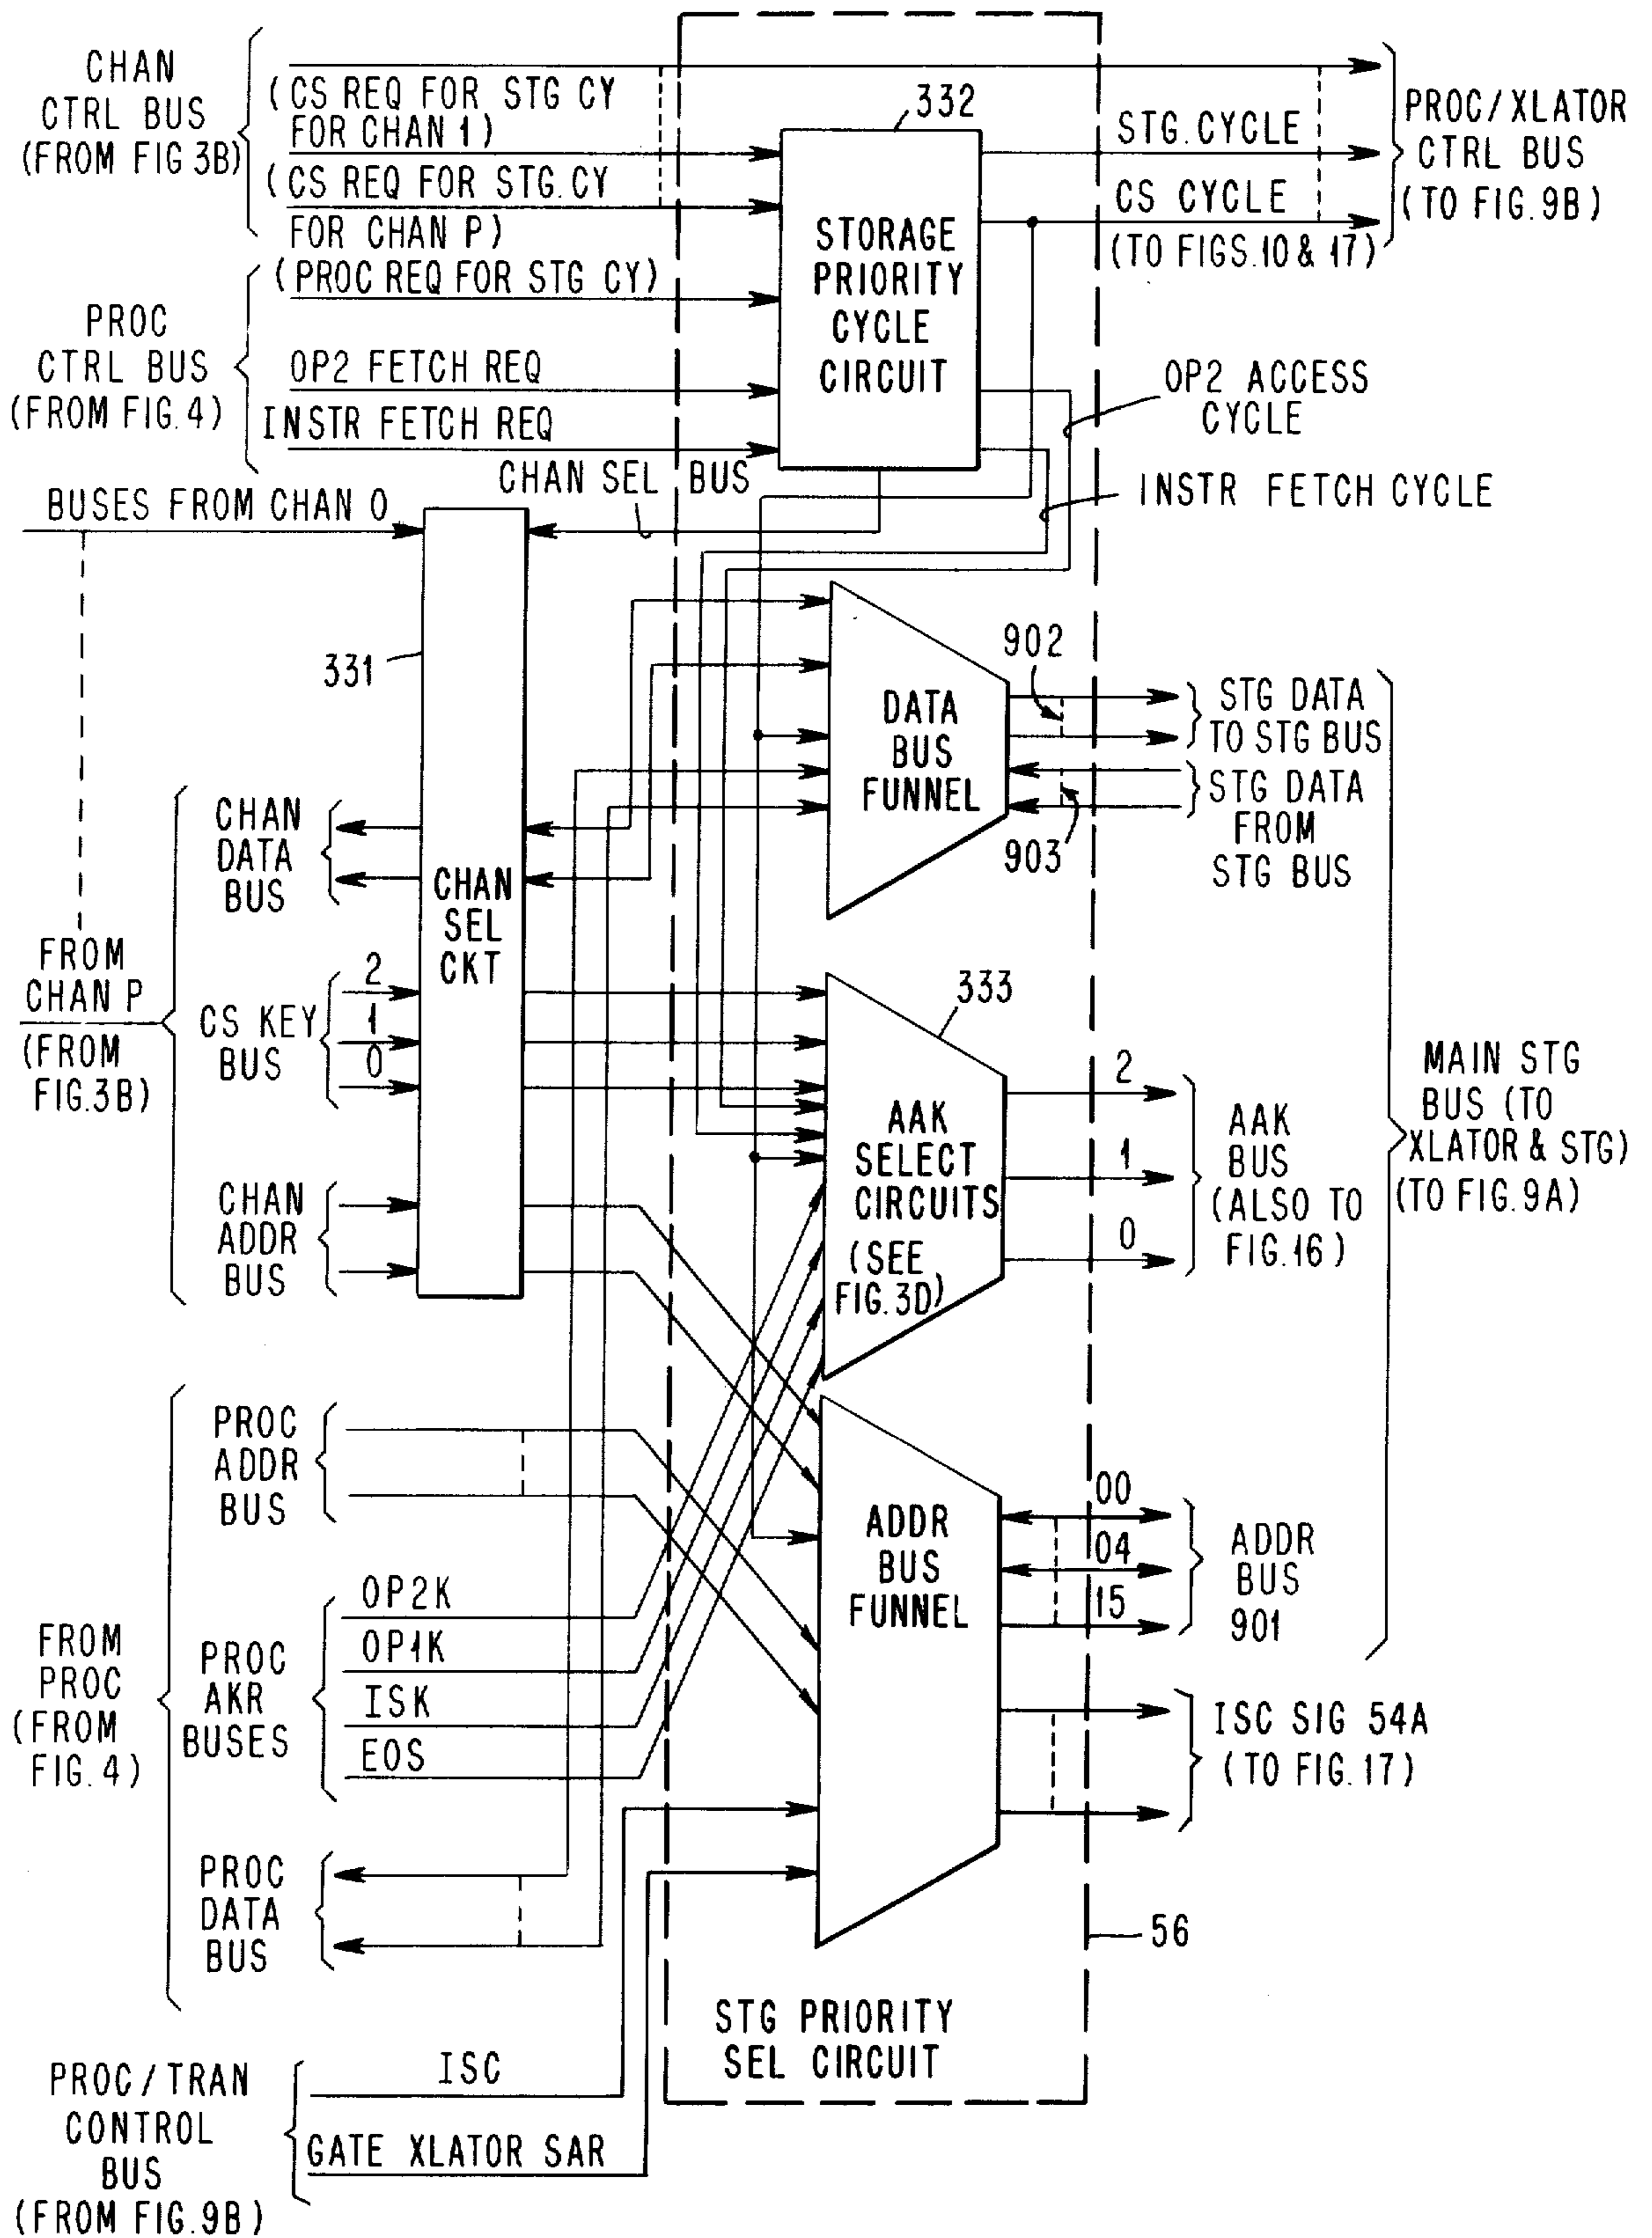 CHAN
CTRL BUS
(FROM FIG 3B)
(CS REQ FOR STG CY
FOR CHAN 1)
(CS REQ FOR STG. CY
FOR CHAN P)
(PROC REQ FOR STG CY)
PROC
CTRL BUS
(FROM FIG. 4)
OP2 FETCH REQ
INSTR FETCH REQ
332
STORAGE
PRIORITY
CYCLE
CIRCUIT
STG. CYCLE
CS CYCLE
(TO FIGS. 10 & 17)
PROC/XLATOR
CTRL BUS
(TO FIG. 9B)
OP2 ACCESS
CYCLE
INSTR FETCH CYCLE
CHAN SEL BUS
BUSES FROM CHAN 0
331
CHAN
SEL
CKT
DATA
BUS
FUNNEL
902
903
STG DATA
TO STG BUS
STG DATA
FROM
STG BUS
CHAN
DATA
BUS
FROM
CHAN P
(FROM
FIG. 3B)
CS KEY
BUS
2
1
0
CHAN
ADDR
BUS
333
AAK
SELECT
CIRCUITS
(SEE
FIG. 3D)
2
1
0
AAK
BUS
(ALSO TO
FIG. 16)
MAIN STG
BUS (TO
XLATOR & STG)
(TO FIG. 9A)
PROC
ADDR
BUS
ADDR
BUS
FUNNEL
00
04
15
ADDR
BUS
901
FROM
PROC
(FROM
FIG. 4)
PROC
AKR
BUSES
OP2K
OP1K
ISK
EOS
ISC SIG 54A
(TO FIG. 17)
PROC
DATA
BUS
56
STG PRIORITY
SEL CIRCUIT
PROC/TRAN
CONTROL
BUS
(FROM FIG. 9B)
ISC
GATE XLATOR SAR